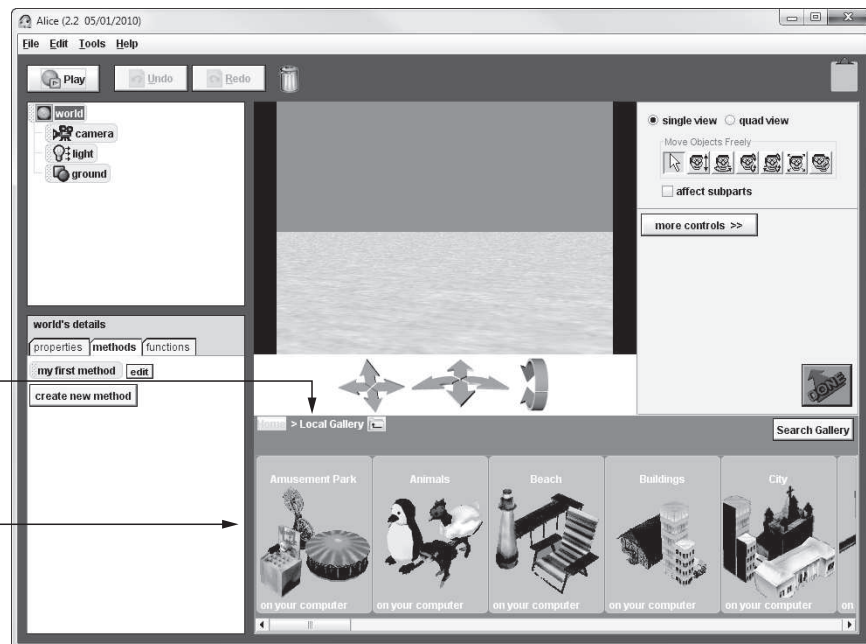 Alice (2.2 05/01/2010)
File Edit Tools Help
Play Undo Redo
world
camera
light
ground
single view quad view
Move Objects Freely
affect subparts
more controls >>
world's details
properties methods functions
my first method edit
create new method
DONE
Home > Local Gallery
Search Gallery
Amusement Park Animals Beach Buildings City
on your computer on your computer on your computer on your computer on your computer on